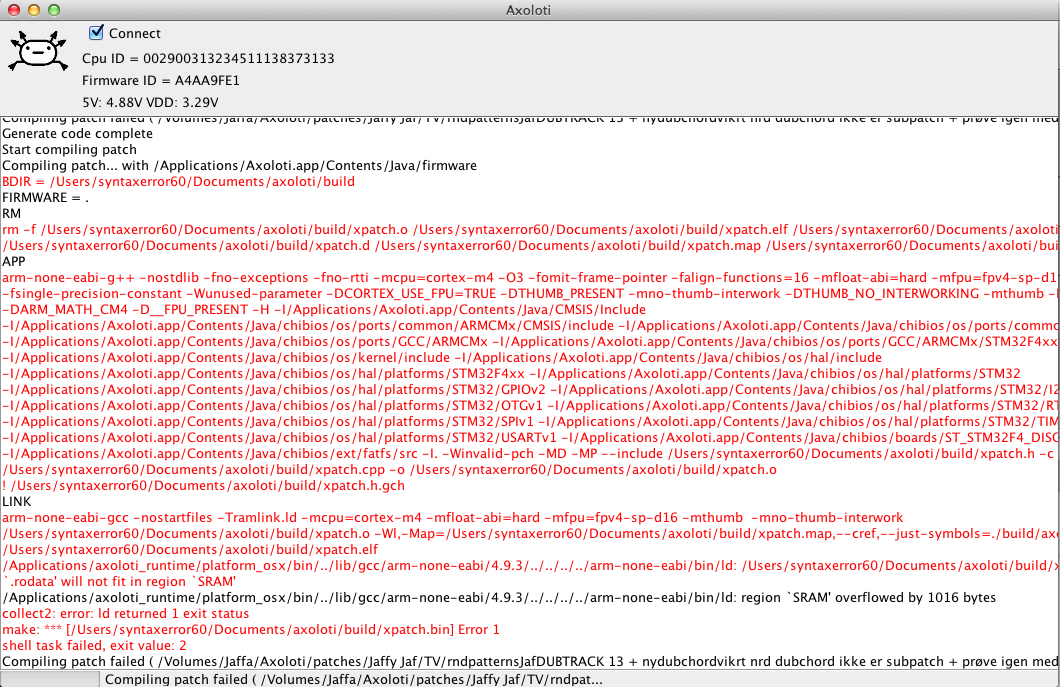 Axoloti
Connect
Cpu ID = 002900313234511138373133
Firmware ID = A4AA9FE1
5V: 4.88V VDD: 3.29V
Compiling patch failed ( /Volumes/Jaffa/Axoloti/patches/Jaffy Jaf/TV/rndpatternsJafDUBTRACK 13 + nydubchordvikrt nrd dubchord ikke er subpatch + prøve igen med
Generate code complete
Start compiling patch
Compiling patch... with /Applications/Axoloti.app/Contents/Java/firmware
BDIR = /Users/syntaxerror60/Documents/axoloti/build
FIRMWARE = .
RM
rm -f /Users/syntaxerror60/Documents/axoloti/build/xpatch.o /Users/syntaxerror60/Documents/axoloti/build/xpatch.elf /Users/syntaxerror60/Documents/axoloti
/Users/syntaxerror60/Documents/axoloti/build/xpatch.d /Users/syntaxerror60/Documents/axoloti/build/xpatch.map /Users/syntaxerror60/Documents/axoloti/bui
APP
arm-none-eabi-g++ -nostdlib -fno-exceptions -fno-rtti -mcpu=cortex-m4 -O3 -fomit-frame-pointer -falign-functions=16 -mfloat-abi=hard -mfpu=fpv4-sp-d1
-fsingle-precision-constant -Wunused-parameter -DCORTEX_USE_FPU=TRUE -DTHUMB_PRESENT -mno-thumb-interwork -DTHUMB_NO_INTERWORKING -mthumb -
-DARM_MATH_CM4 -D__FPU_PRESENT -H -I/Applications/Axoloti.app/Contents/Java/CMSIS/Include
-I/Applications/Axoloti.app/Contents/Java/chibios/os/ports/common/ARMCMx/CMSIS/include -I/Applications/Axoloti.app/Contents/Java/chibios/os/ports/commo
-I/Applications/Axoloti.app/Contents/Java/chibios/os/ports/GCC/ARMCMx -I/Applications/Axoloti.app/Contents/Java/chibios/os/ports/GCC/ARMCMx/STM32F4xx
-I/Applications/Axoloti.app/Contents/Java/chibios/os/kernel/include -I/Applications/Axoloti.app/Contents/Java/chibios/os/hal/include
-I/Applications/Axoloti.app/Contents/Java/chibios/os/hal/platforms/STM32F4xx -I/Applications/Axoloti.app/Contents/Java/chibios/os/hal/platforms/STM32
-I/Applications/Axoloti.app/Contents/Java/chibios/os/hal/platforms/STM32/GPIOv2 -I/Applications/Axoloti.app/Contents/Java/chibios/os/hal/platforms/STM32/I2
-I/Applications/Axoloti.app/Contents/Java/chibios/os/hal/platforms/STM32/OTGv1 -I/Applications/Axoloti.app/Contents/Java/chibios/os/hal/platforms/STM32/RT
-I/Applications/Axoloti.app/Contents/Java/chibios/os/hal/platforms/STM32/SPIv1 -I/Applications/Axoloti.app/Contents/Java/chibios/os/hal/platforms/STM32/TIM
-I/Applications/Axoloti.app/Contents/Java/chibios/os/hal/platforms/STM32/USARTv1 -I/Applications/Axoloti.app/Contents/Java/chibios/boards/ST_STM32F4_DISC
-I/Applications/Axoloti.app/Contents/Java/chibios/ext/fatfs/src -I. -Winvalid-pch -MD -MP --include /Users/syntaxerror60/Documents/axoloti/build/xpatch.h -c
/Users/syntaxerror60/Documents/axoloti/build/xpatch.cpp -o /Users/syntaxerror60/Documents/axoloti/build/xpatch.o
! /Users/syntaxerror60/Documents/axoloti/build/xpatch.h.gch
LINK
arm-none-eabi-gcc -nostartfiles -Tramlink.ld -mcpu=cortex-m4 -mfloat-abi=hard -mfpu=fpv4-sp-d16 -mthumb -mno-thumb-interwork
/Users/syntaxerror60/Documents/axoloti/build/xpatch.o -Wl,-Map=/Users/syntaxerror60/Documents/axoloti/build/xpatch.map,--cref,--just-symbols=./build/axo
/Users/syntaxerror60/Documents/axoloti/build/xpatch.elf
/Applications/axoloti_runtime/platform_osx/bin/../lib/gcc/arm-none-eabi/4.9.3/../../../../arm-none-eabi/bin/ld: /Users/syntaxerror60/Documents/axoloti/build/x
`.rodata' will not fit in region `SRAM'
/Applications/axoloti_runtime/platform_osx/bin/../lib/gcc/arm-none-eabi/4.9.3/../../../../arm-none-eabi/bin/ld: region `SRAM' overflowed by 1016 bytes
collect2: error: ld returned 1 exit status
make: *** [/Users/syntaxerror60/Documents/axoloti/build/xpatch.bin] Error 1
shell task failed, exit value: 2
Compiling patch failed ( /Volumes/Jaffa/Axoloti/patches/Jaffy Jaf/TV/rndpatternsJafDUBTRACK 13 + nydubchordvikrt nrd dubchord ikke er subpatch + prøve igen med
Compiling patch failed ( /Volumes/Jaffa/Axoloti/patches/Jaffy Jaf/TV/rndpat...